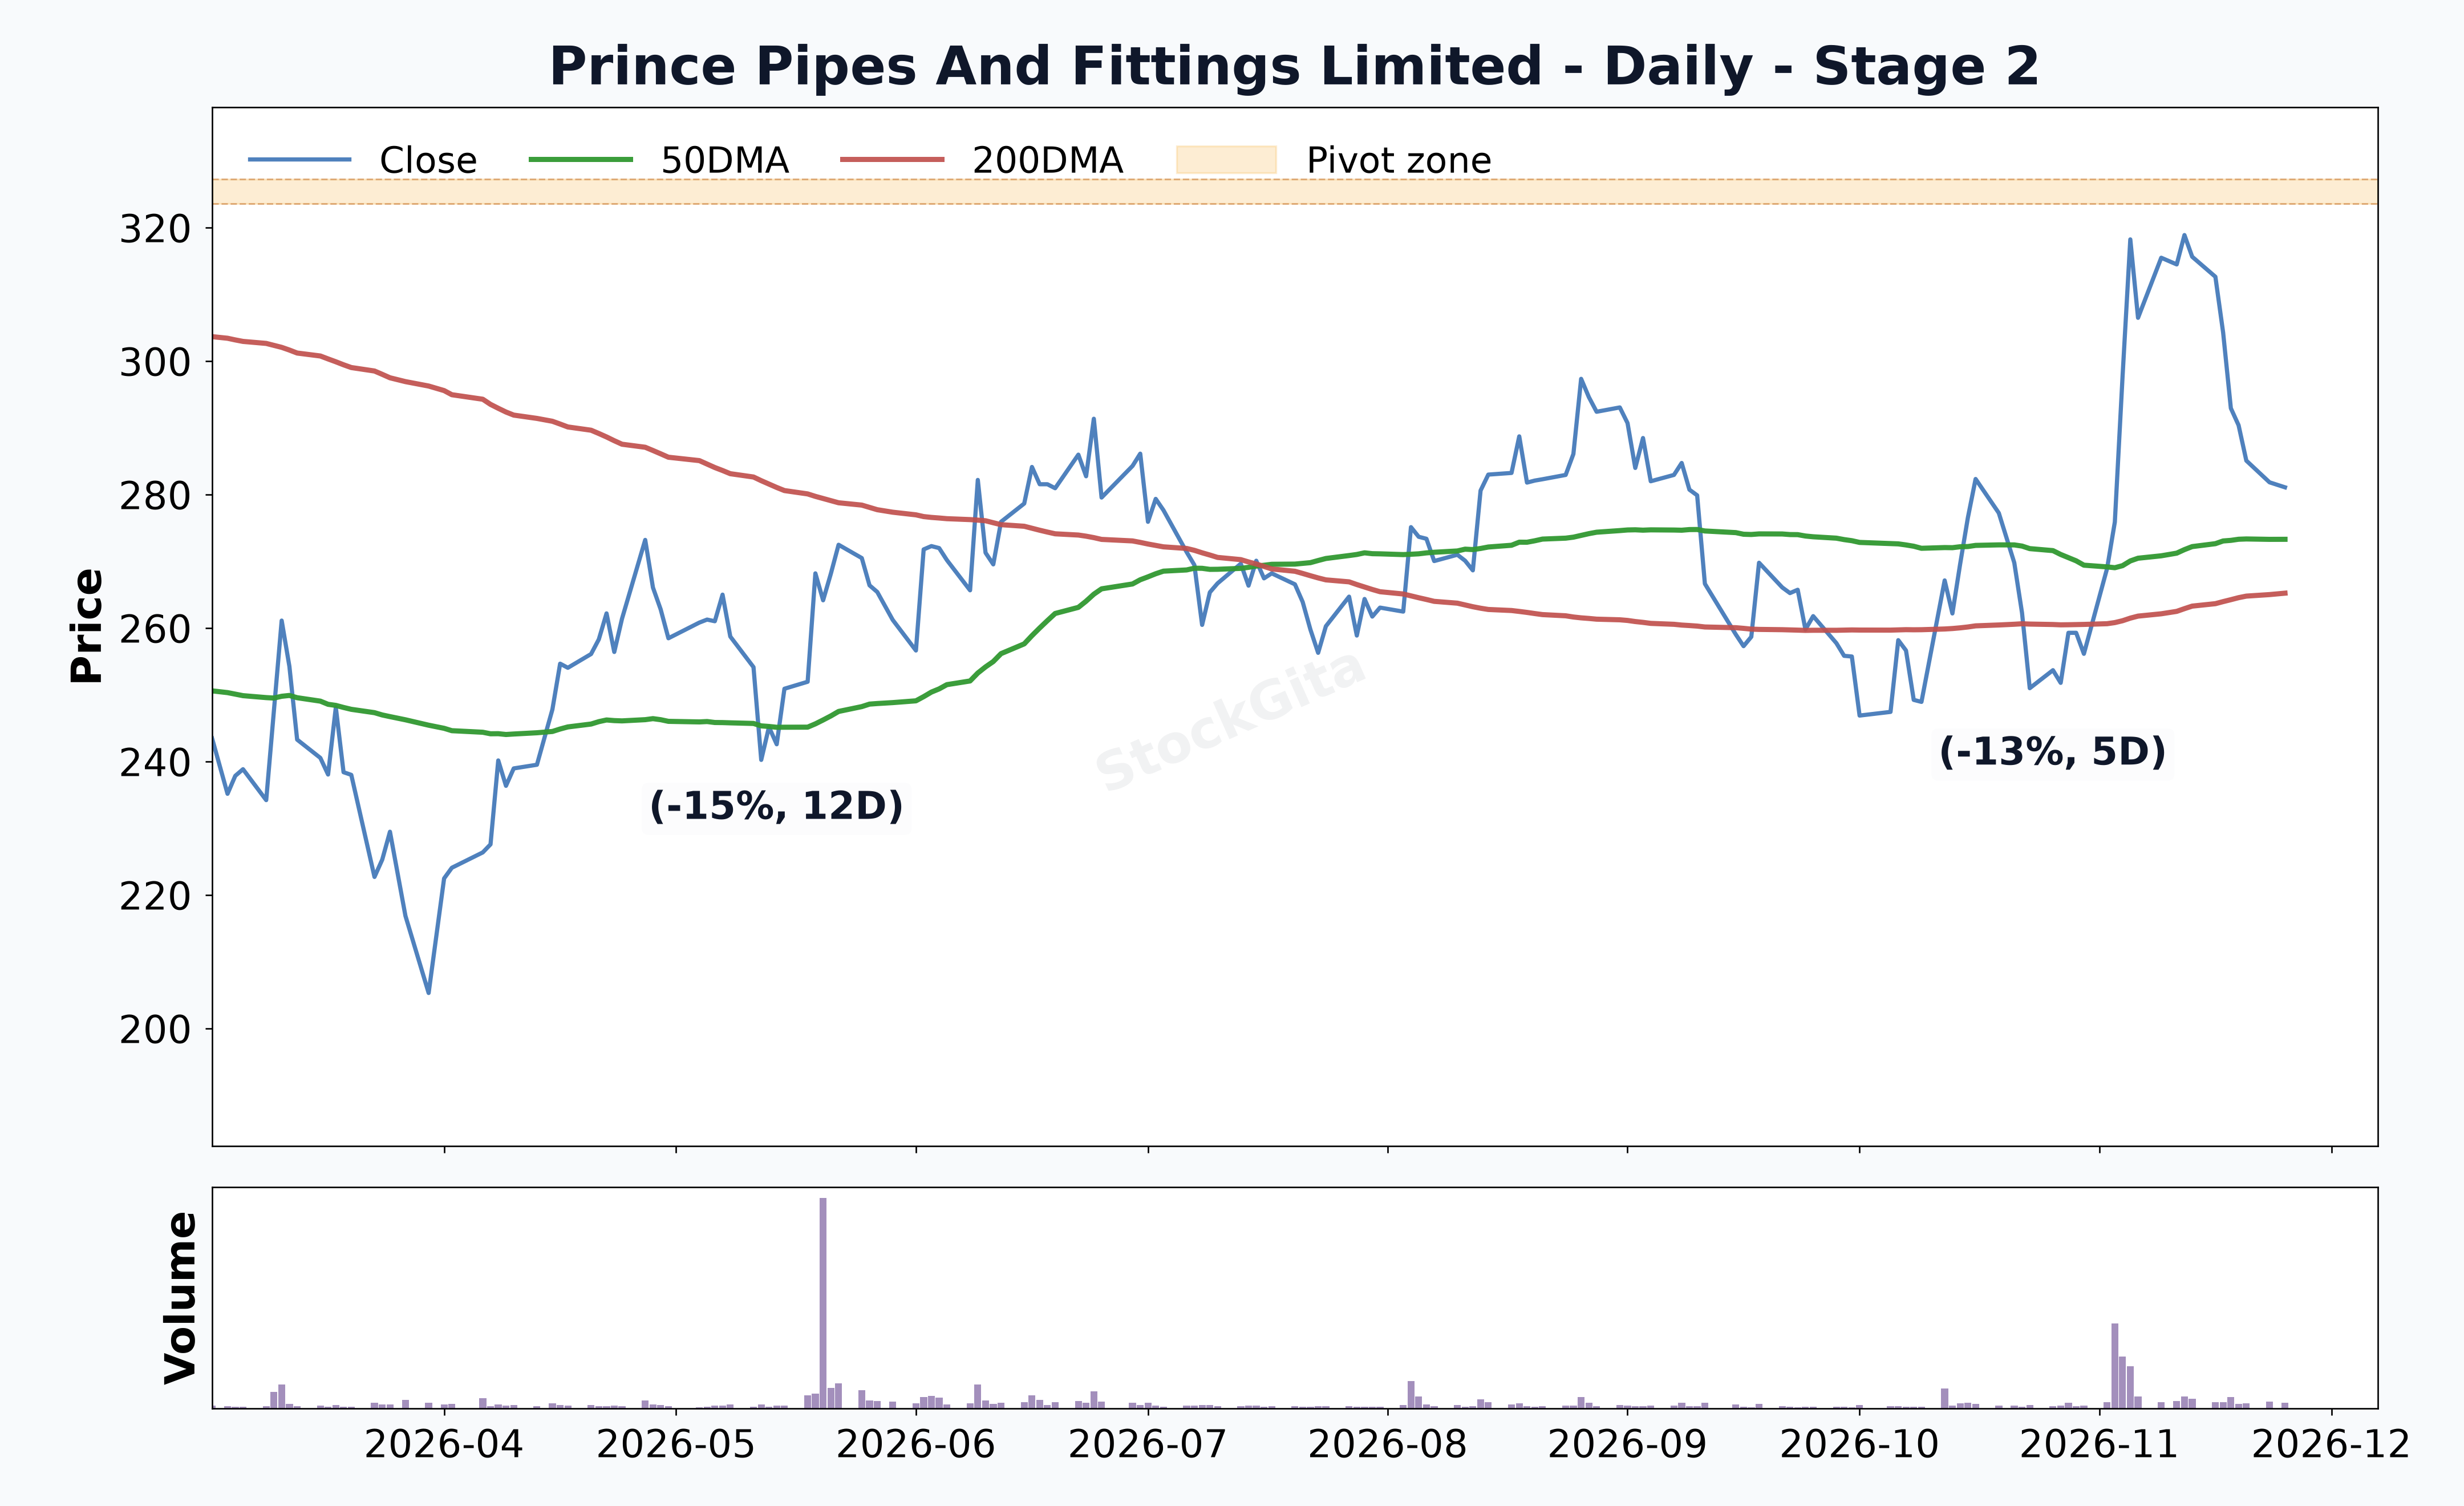 Prince Pipes And Fittings Limited - Daily - Stage 2
Close 50DMA 200DMA Pivot zone
Price
320
300
280
260
240
220
200
StockGita
(-15%, 12D)
(-13%, 5D)
Volume
2026-04 2026-05 2026-06 2026-07 2026-08 2026-09 2026-10 2026-11 2026-12